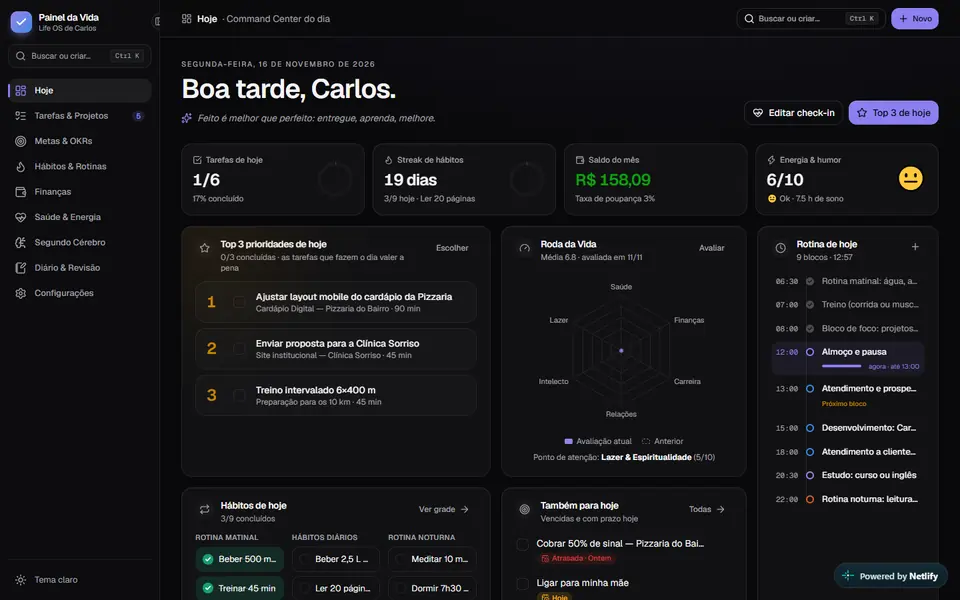 Painel da Vida
Life OS de Carlos
Buscar ou criar... Ctrl K
Hoje
Tarefas & Projetos 5
Metas & OKRs
Hábitos & Rotinas
Finanças
Saúde & Energia
Segundo Cérebro
Diário & Revisão
Configurações
Tema claro
Hoje · Command Center do dia
Buscar ou criar... Ctrl K
+ Novo
SEGUNDA-FEIRA, 16 DE NOVEMBRO DE 2026
Boa tarde, Carlos.
Feito é melhor que perfeito: entregue, aprenda, melhore.
Editar check-in
Top 3 de hoje
Tarefas de hoje
1/6
17% concluído
Streak de hábitos
19 dias
3/9 hoje · Ler 20 páginas
Saldo do mês
R$ 158,09
Taxa de poupança 3%
Energia & humor
6/10
Ok · 7.5 h de sono
Top 3 prioridades de hoje
0/3 concluídas · as tarefas que fazem o dia valer a
pena
Escolher
1 Ajustar layout mobile do cardápio da Pizzaria
Cardápio Digital — Pizzaria do Bairro · 90 min
2 Enviar proposta para a Clínica Sorriso
Site institucional — Clínica Sorriso · 45 min
3 Treino intervalado 6×400 m
Preparação para os 10 km · 45 min
Roda da Vida
Média 6.8 · avaliada em 11/11
Avaliar
Saúde
Finanças
Carreira
Relações
Intelecto
Lazer
Avaliação atual Anterior
Ponto de atenção: Lazer & Espiritualidade (5/10)
Rotina de hoje
9 blocos · 12:57
06:30 Rotina matinal: água, a...
07:00 Treino (corrida ou musc...
08:00 Bloco de foco: projetos...
12:00 Almoço e pausa
agora · até 13:00
13:00 Atendimento e prospe...
Próximo bloco
15:00 Desenvolvimento: Car...
18:00 Atendimento a cliente...
20:30 Estudo: curso ou inglês
22:00 Rotina noturna: leitura...
Hábitos de hoje
3/9 concluídos
Ver grade →
ROTINA MATINAL
Beber 500 m...
Treinar 45 min
HÁBITOS DIÁRIOS
Beber 2,5 L ...
Ler 20 págin...
ROTINA NOTURNA
Meditar 10 m...
Dormir 7h30 ...
Também para hoje
Vencidas e com prazo hoje
Todas →
Cobrar 50% de sinal — Pizzaria do Bai...
Atrasada · Ontem
Ligar para minha mãe
Hoje
Powered by Netlify